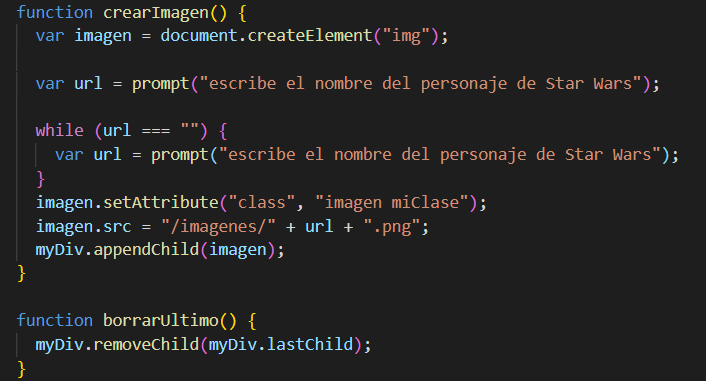 function crearImagen() {
var imagen = document.createElement("img");
var url = prompt("escribe el nombre del personaje de Star Wars");
while (url === "") {
var url = prompt("escribe el nombre del personaje de Star Wars");
}
imagen.setAttribute("class", "imagen miClase");
imagen.src = "/imagenes/" + url + ".png";
myDiv.appendChild(imagen);
}
function borrarUltimo() {
myDiv.removeChild(myDiv.lastChild);
}